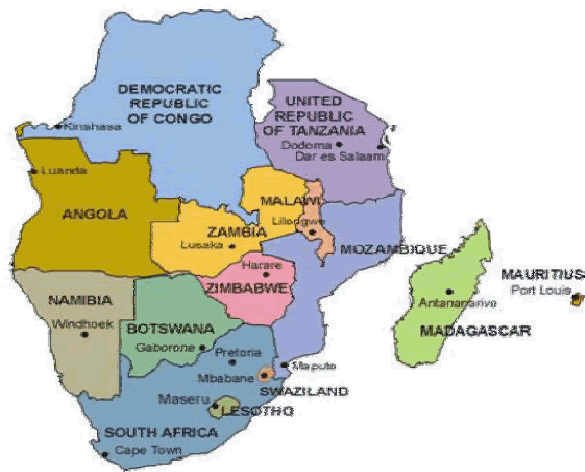 DEMOCRATIC
REPUBLIC
OF CONGO
Kinshasa
UNITED
REPUBLIC
OF TANZANIA
Dodoma
Dar es Salaam
Luanda
ANGOLA
MALAWI
Lilongwe
ZAMBIA
Lusaka
MOZAMBIQUE
Harare
ZIMBABWE
MAURITIUS
Port Louis
Antananarivo
MADAGASCAR
NAMIBIA
Windhoek
BOTSWANA
Gaborone
Pretoria
Maputo
Mbabane
SWAZILAND
Maseru
LESOTHO
SOUTH AFRICA
Cape Town